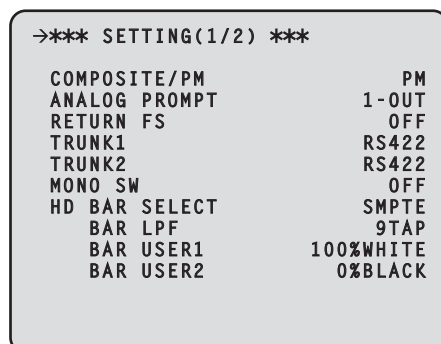 →*** SETTING(1/2) ***
COMPOSITE/PM PM
ANALOG PROMPT 1-OUT
RETURN FS OFF
TRUNK1 RS422
TRUNK2 RS422
MONO SW OFF
HD BAR SELECT SMPTE
BAR LPF 9TAP
BAR USER1 100%WHITE
BAR USER2 0%BLACK